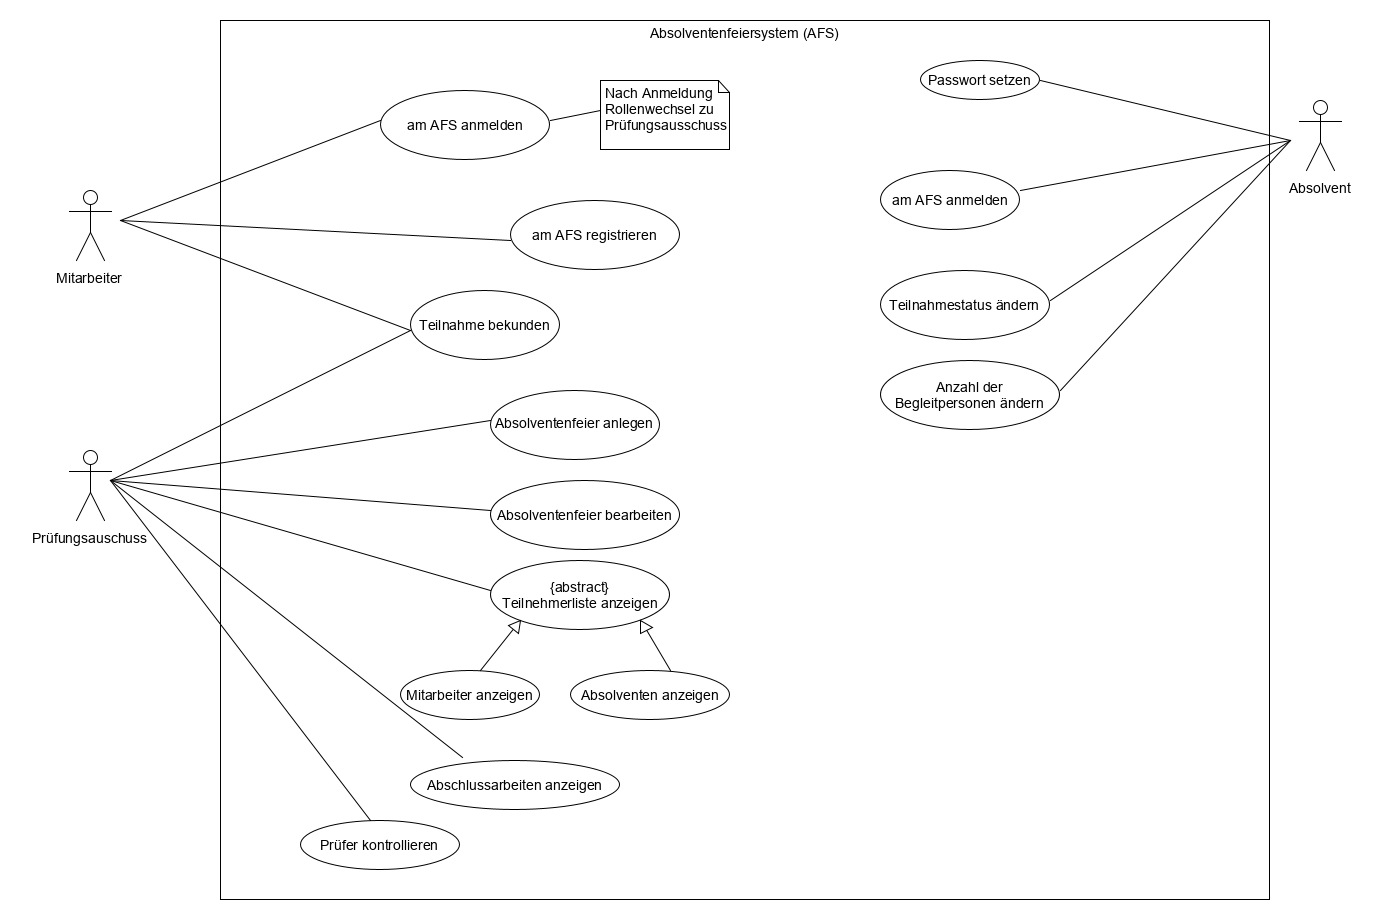 Absolventenfeiersystem (AFS)
Passwort setzen
Nach Anmeldung
Rollenwechsel zu
Prüfungsausschuss
am AFS anmelden
Absolvent
am AFS anmelden
am AFS registrieren
Mitarbeiter
Teilnahmestatus ändern
Teilnahme bekunden
Anzahl der
Begleitpersonen ändern
Absolventenfeier anlegen
Absolventenfeier bearbeiten
Prüfungsauschuss
{abstract}
Teilnehmerliste anzeigen
Mitarbeiter anzeigen
Absolventen anzeigen
Abschlussarbeiten anzeigen
Prüfer kontrollieren